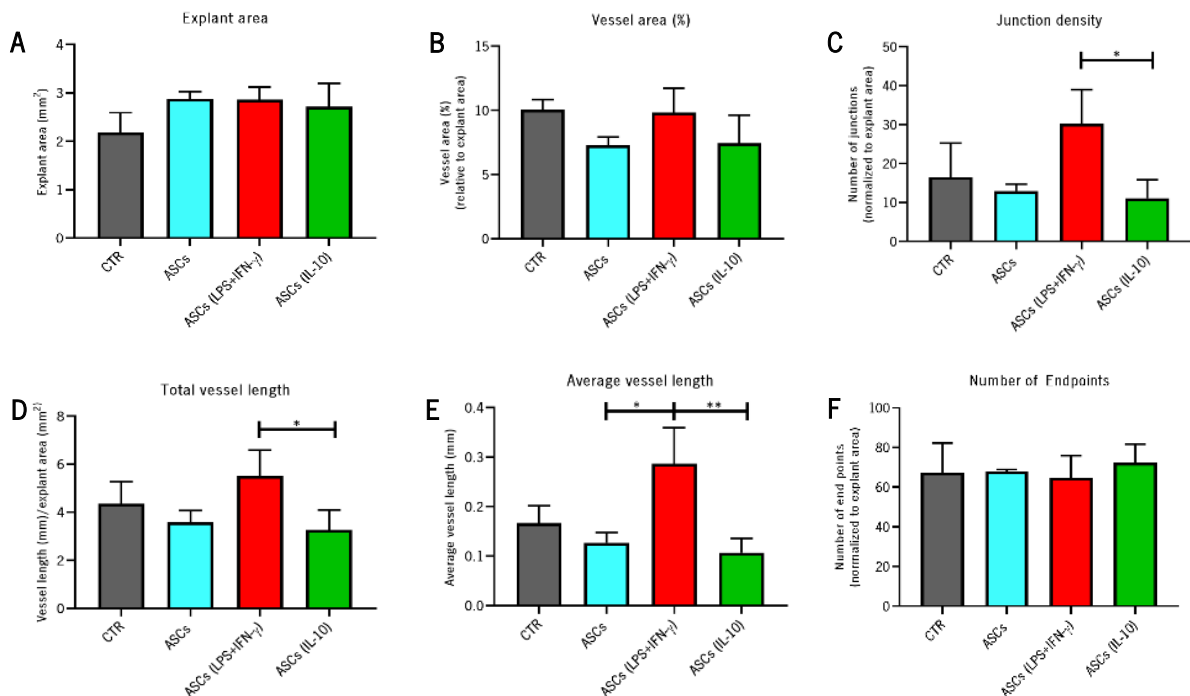 A
Explant area
Explant area (mm²)
4
3
2
1
0
CTR
ASCs
ASCs (LPS+IFN-γ)
ASCs (IL-10)
B
Vessel area (%)
Vessel area (%)
(relative to explant area)
15
10
5
0
CTR
ASCs
ASCs (LPS+IFN-γ)
ASCs (IL-10)
C
Junction density
Number of junctions
(normalized to explant area)
50
40
30
20
10
0
*
CTR
ASCs
ASCs (LPS+IFN-γ)
ASCs (IL-10)
D
Total vessel length
Vessel length (mm)/explant area (mm²)
8
6
4
2
0
*
CTR
ASCs
ASCs (LPS+IFN-γ)
ASCs (IL-10)
E
Average vessel length
Average vessel length (mm)
0.4
0.3
0.2
0.1
0.0
*
**
CTR
ASCs
ASCs (LPS+IFN-γ)
ASCs (IL-10)
F
Number of Endpoints
Number of end points
(normalized to explant area)
100
80
60
40
20
0
CTR
ASCs
ASCs (LPS+IFN-γ)
ASCs (IL-10)